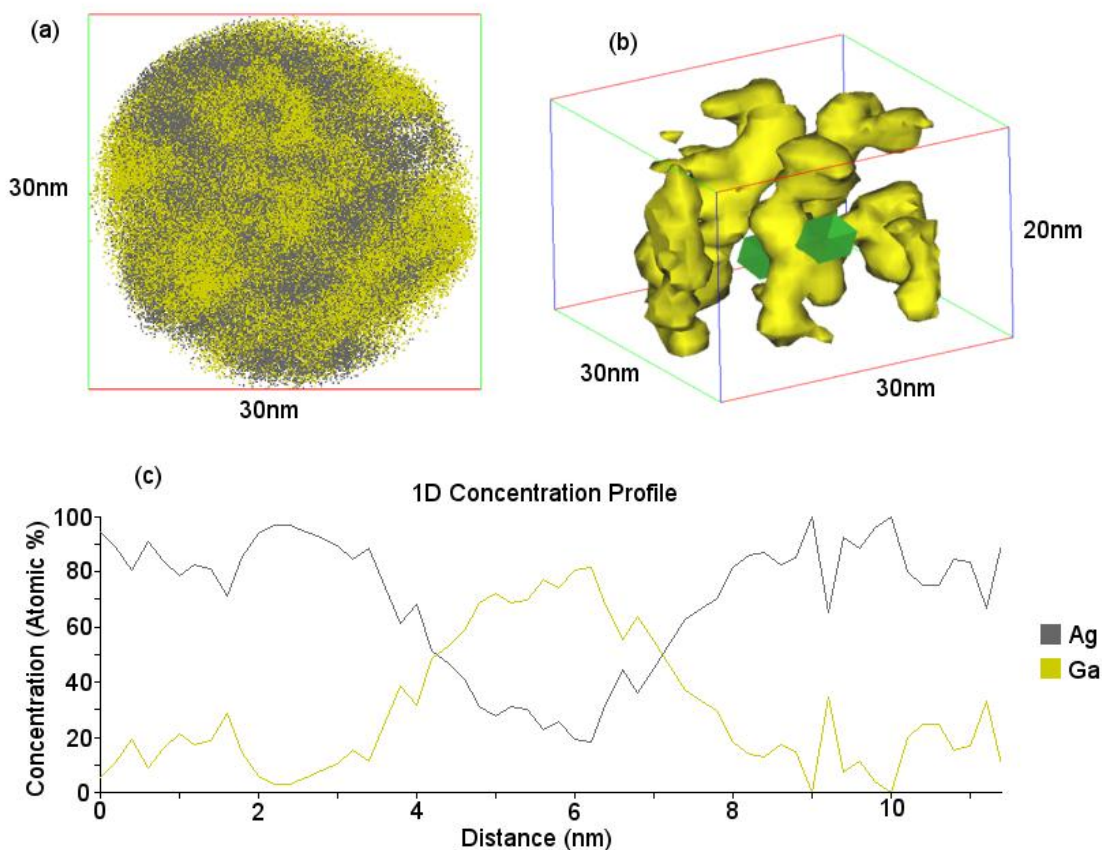 (a)
30nm
30nm
(b)
20nm
30nm
30nm
(c)
1D Concentration Profile
Concentration (Atomic %)
100
80
60
40
20
0
0 2 4 6 8 10
Distance (nm)
Ag
Ga